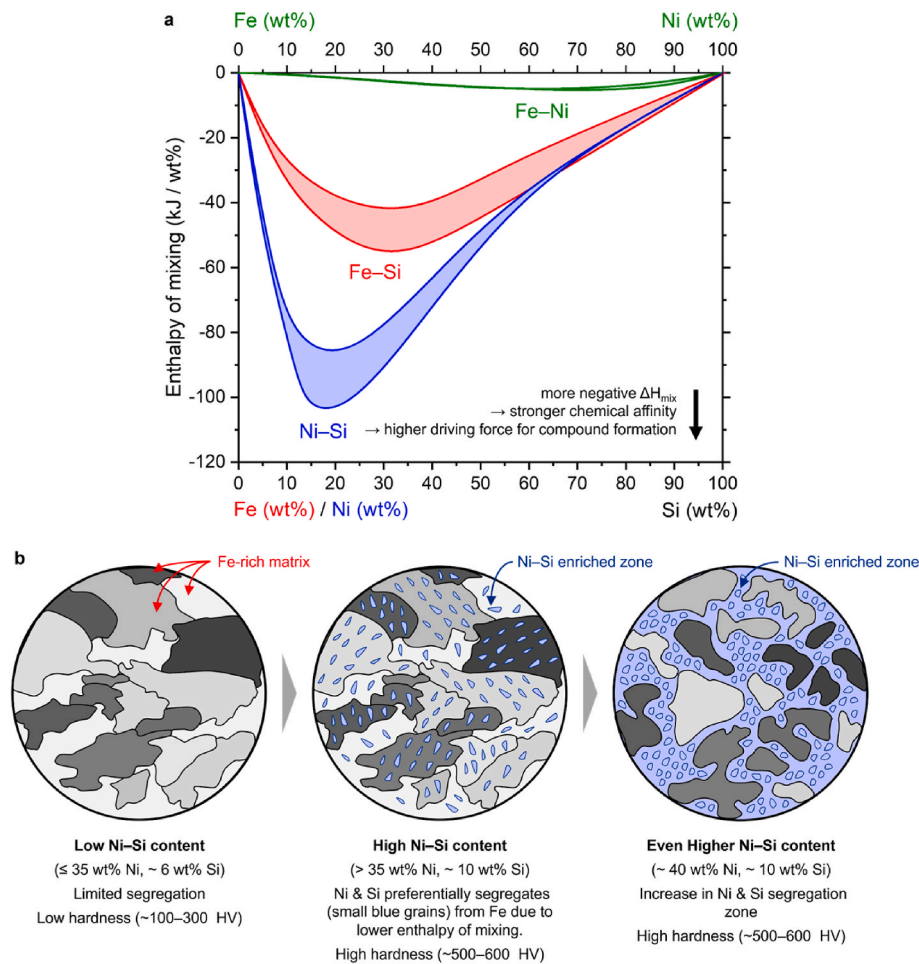 a
Fe (wt%) Ni (wt%)
0 10 20 30 40 50 60 70 80 90 100
0
-20
-40
-60
-80
-100
-120
Enthalpy of mixing (kJ / wt%)
Fe–Ni
Fe–Si
Ni–Si
more negative ΔHmix
→ stronger chemical affinity
→ higher driving force for compound formation
0 10 20 30 40 50 60 70 80 90 100
Fe (wt%) / Ni (wt%) Si (wt%)
b
Fe-rich matrix
Ni–Si enriched zone
Ni–Si enriched zone
Low Ni–Si content
(≤ 35 wt% Ni, ~ 6 wt% Si)
Limited segregation
Low hardness (~100–300 HV)
High Ni–Si content
(> 35 wt% Ni, ~ 10 wt% Si)
Ni & Si preferentially segregates
(small blue grains) from Fe due to
lower enthalpy of mixing.
High hardness (~500–600 HV)
Even Higher Ni–Si content
(~ 40 wt% Ni, ~ 10 wt% Si)
Increase in Ni & Si segregation
zone
High hardness (~500–600 HV)